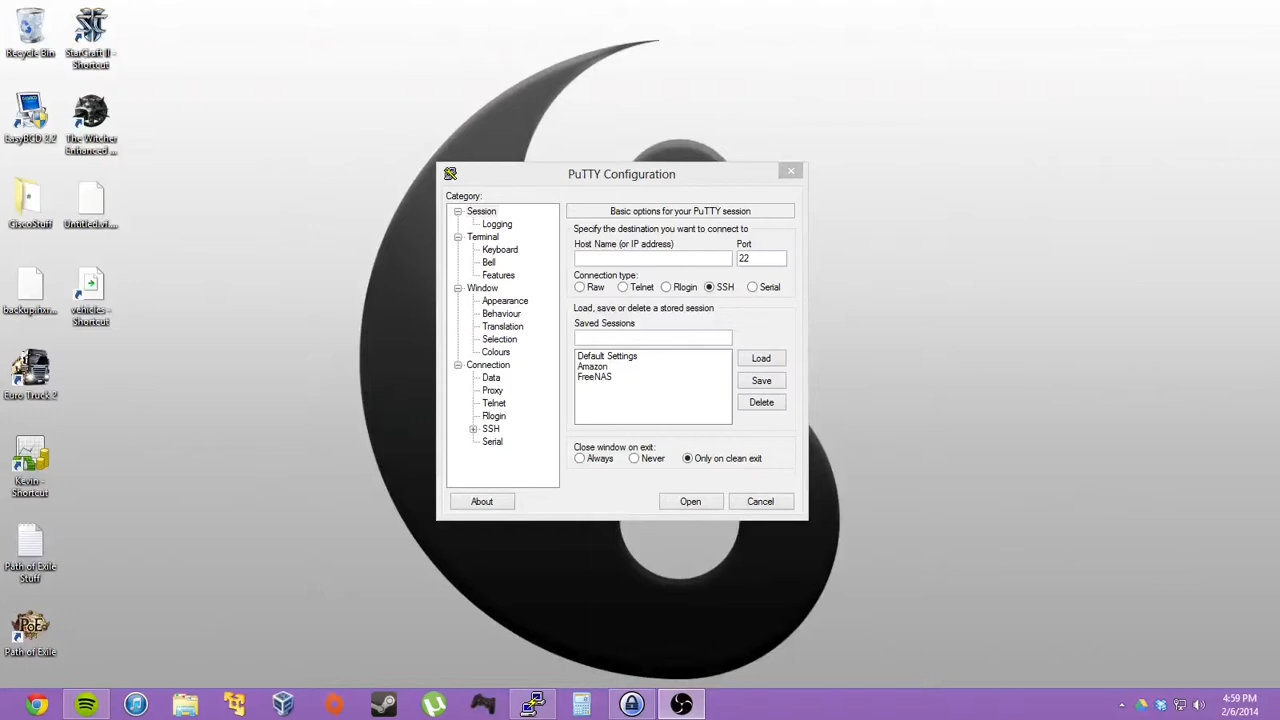 Recycle Bin
StarCraft II -
Shortcut
EasyBCD 2.2
The Witcher
Enhanced ...
CiscoStuff
Untitled.vi...
backup.nxr...
vehicles -
Shortcut
Euro Truck 2
Kevin -
Shortcut
Path of Exile
Stuff
PoE
Path of Exile
PuTTY Configuration
Category:
Session
Logging
Terminal
Keyboard
Bell
Features
Window
Appearance
Behaviour
Translation
Selection
Colours
Connection
Data
Proxy
Telnet
Rlogin
SSH
Serial
Basic options for your PuTTY session
Specify the destination you want to connect to
Host Name (or IP address) Port
22
Connection type:
Raw Telnet Rlogin SSH Serial
Load, save or delete a stored session
Saved Sessions
Default Settings
Amazon
FreeNAS
Load
Save
Delete
Close window on exit:
Always Never Only on clean exit
About Open Cancel
4:59 PM
2/6/2014